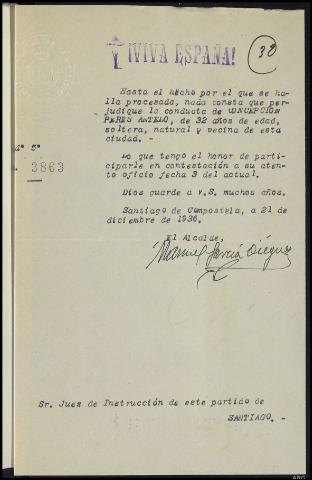 ¡VIVA ESPAÑA!
38
Hasta el hecho por el que se ha-
lla procesada, nada consta que per-
judique la conducta de CONCEPCION
PERES ANTELO, de 32 años de edad,
soltera, natural y vecina de esta
ciudad. -
3863
Lo que tengo el honor de parti-
ciparle en contestación a su aten-
to oficio fecha 3 del actual.
Dios guarde a V.S. muchos años.
Santiago de Compostela, a 21 de
diciembre de 1936.
El Alcalde,
Manuel García Diéguez
Sr. Juez de Instrucción de este partido de
SANTIAGO. -